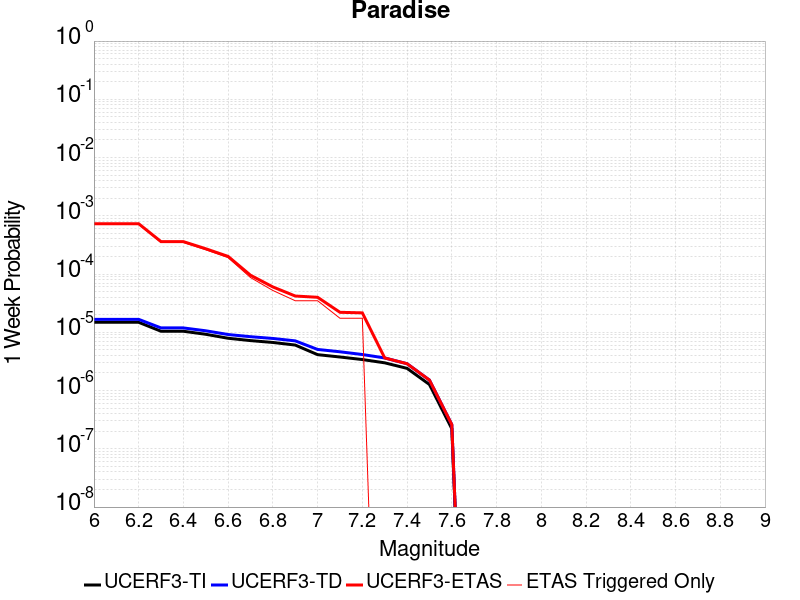 Paradise
10^0
10^-1
10^-2
10^-3
10^-4
10^-5
10^-6
10^-7
10^-8
1 Week Probability
6 6.2 6.4 6.6 6.8 7 7.2 7.4 7.6 7.8 8 8.2 8.4 8.6 8.8 9
Magnitude
UCERF3-TI UCERF3-TD UCERF3-ETAS ETAS Triggered Only